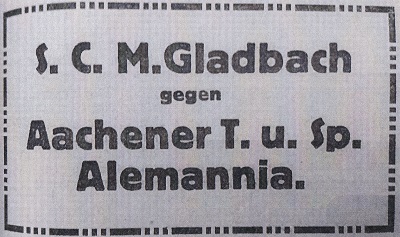 S. C. M. Gladbach
gegen
Aachener T. u. Sp.
Alemannia.